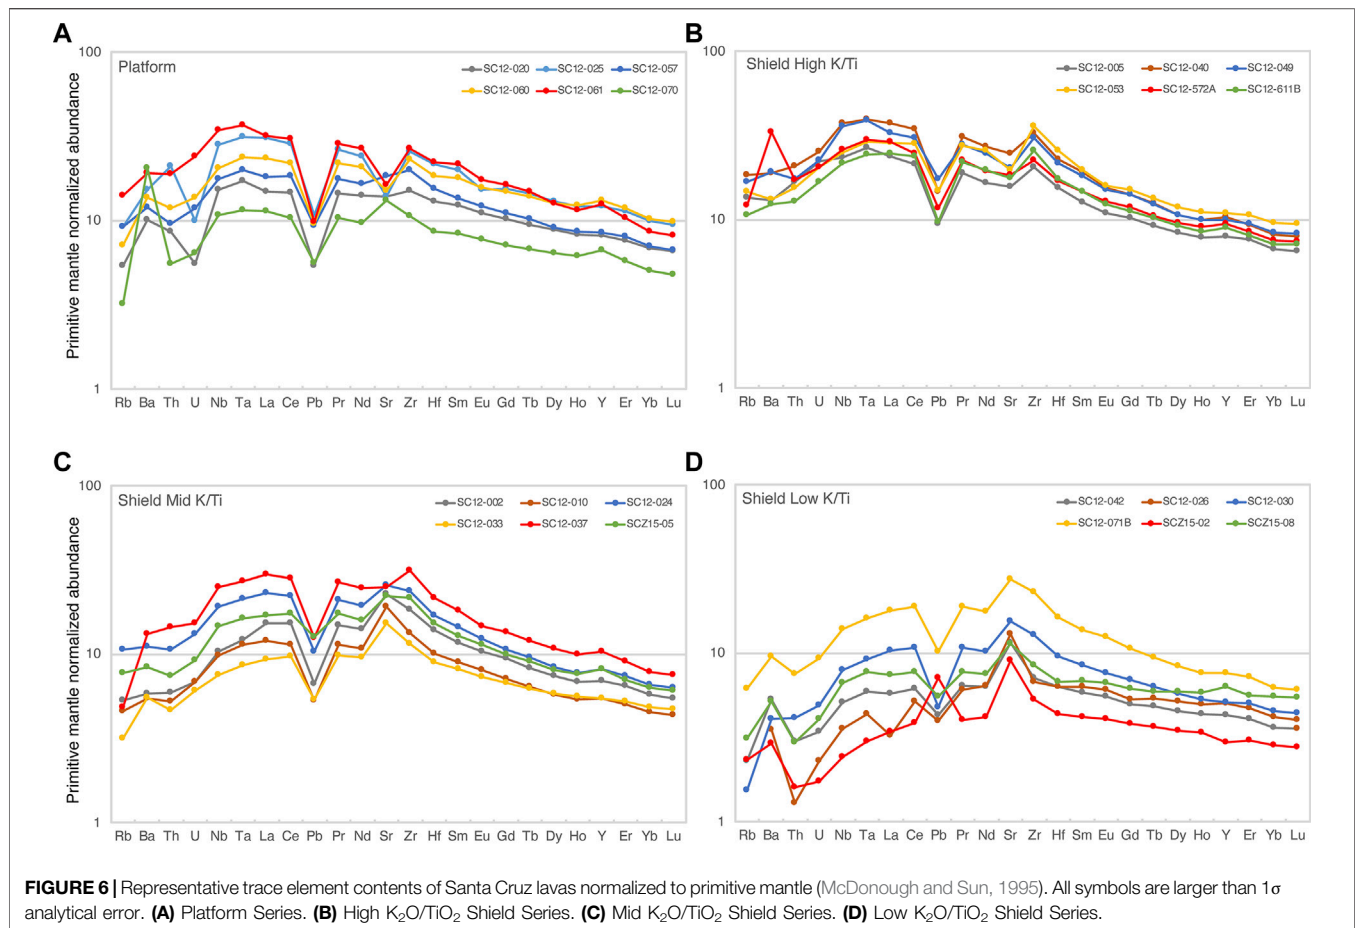 A
100
Platform
SC12-020 SC12-025 SC12-057
SC12-060 SC12-061 SC12-070
Primitive mantle normalized abundance
10
1
Rb Ba Th U Nb Ta La Ce Pb Pr Nd Sr Zr Hf Sm Eu Gd Tb Dy Ho Y Er Yb Lu
B
100
Shield High K/Ti
SC12-005 SC12-040 SC12-049
SC12-053 SC12-572A SC12-611B
10
1
Rb Ba Th U Nb Ta La Ce Pb Pr Nd Sr Zr Hf Sm Eu Gd Tb Dy Ho Y Er Yb Lu
C
100
Shield Mid K/Ti
SC12-002 SC12-010 SC12-024
SC12-033 SC12-037 SCZ15-05
Primitive mantle normalized abundance
10
1
Rb Ba Th U Nb Ta La Ce Pb Pr Nd Sr Zr Hf Sm Eu Gd Tb Dy Ho Y Er Yb Lu
D
100
Shield Low K/Ti
SC12-042 SC12-026 SC12-030
SC12-071B SCZ15-02 SCZ15-08
10
1
Rb Ba Th U Nb Ta La Ce Pb Pr Nd Sr Zr Hf Sm Eu Gd Tb Dy Ho Y Er Yb Lu
FIGURE 6 | Representative trace element contents of Santa Cruz lavas normalized to primitive mantle (McDonough and Sun, 1995). All symbols are larger than 1σ
analytical error. (A) Platform Series. (B) High K₂O/TiO₂ Shield Series. (C) Mid K₂O/TiO₂ Shield Series. (D) Low K₂O/TiO₂ Shield Series.